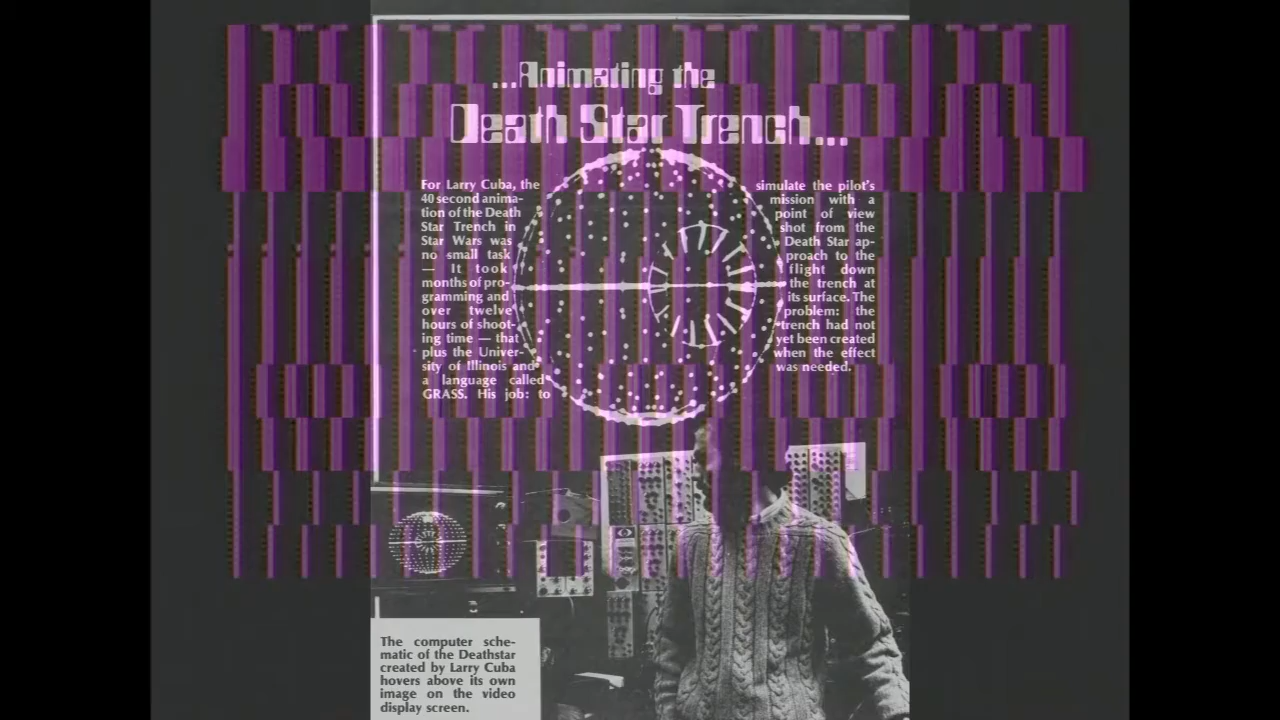 ...Animating the
Death Star Trench...
For Larry Cuba, the
40 second anima-
tion of the Death
Star Trench in
Star Wars was
no small task
— It took
months of pro-
gramming and
over twelve
hours of shoot-
ing time — that
plus the Univer-
sity of Illinois and
a language called
GRASS. His job: to
simulate the pilot's
mission with a
point of view
shot from the
Death Star ap-
proach to the
flight down
the trench at
its surface. The
problem: the
trench had not
yet been created
when the effect
was needed.
The computer sche-
matic of the Deathstar
created by Larry Cuba
hovers above its own
image on the video
display screen.